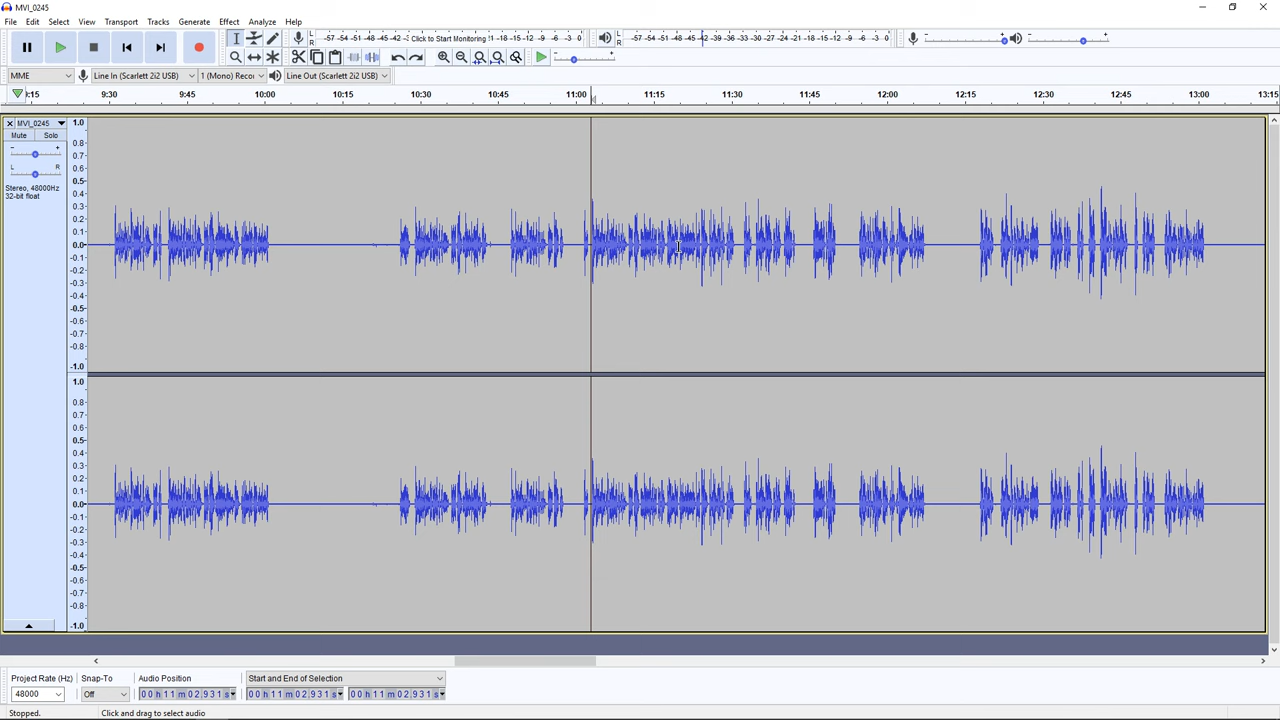 MVI_0245
File Edit Select View Transport Tracks Generate Effect Analyze Help
L R -57 -54 -51 -48 -45 -42 -3 Click to Start Monitoring !1 -18 -15 -12 -9 -6 -3 0
L R -57 -54 -51 -48 -45 -42 -39 -36 -33 -30 -27 -24 -21 -18 -15 -12 -9 -6 -3 0
MME Line In (Scarlett 2i2 USB) 1 (Mono) Recor Line Out (Scarlett 2i2 USB)
9:30 9:45 10:00 10:15 10:30 10:45 11:00 11:15 11:30 11:45 12:00 12:15 12:30 12:45 13:00 13:15
MVI_0245
Mute Solo
- +
L R
Stereo, 48000Hz
32-bit float
1.0
0.8
0.7
0.6
0.5
0.4
0.3
0.2
0.1
0.0
-0.1
-0.2
-0.3
-0.4
-0.5
-0.6
-0.7
-0.8
-1.0
1.0
0.8
0.7
0.6
0.5
0.4
0.3
0.2
0.1
0.0
-0.1
-0.2
-0.3
-0.4
-0.5
-0.6
-0.7
-0.8
-1.0
Project Rate (Hz) Snap-To Audio Position Start and End of Selection
48000 Off 00 h 11 m 02,931 s 00 h 11 m 02,931 s 00 h 11 m 02,931 s
Stopped. Click and drag to select audio